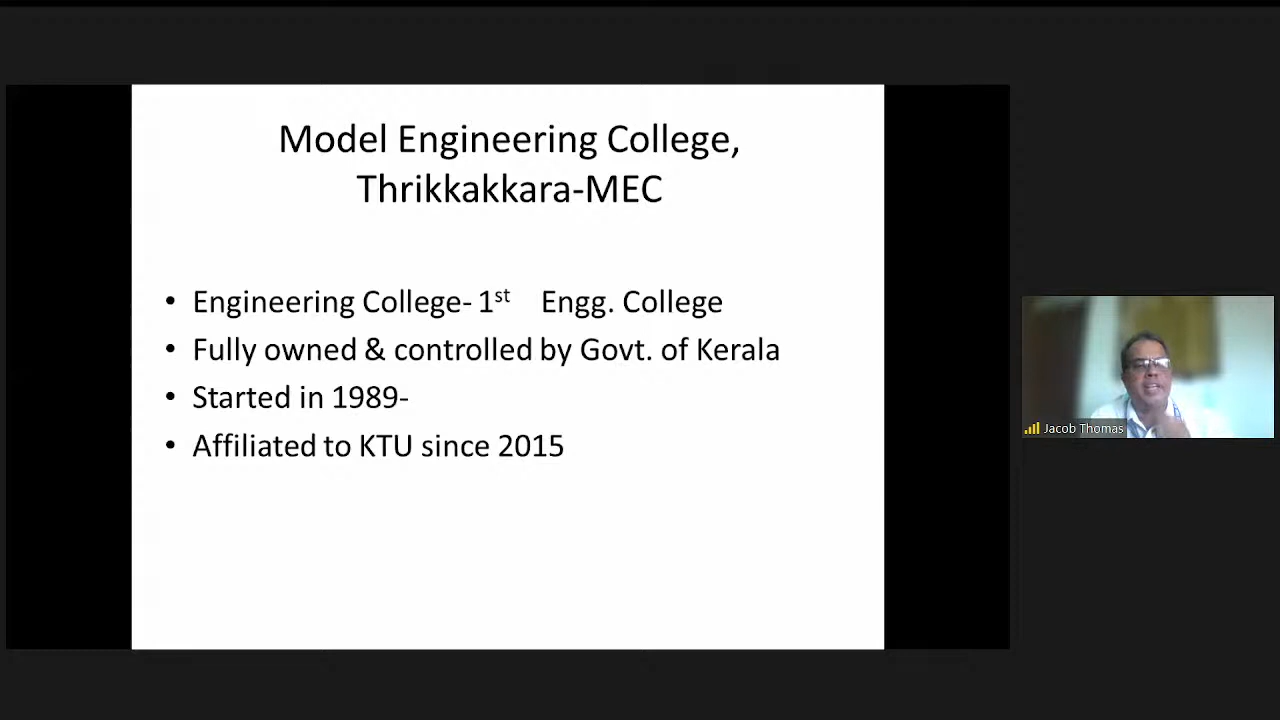 Model Engineering College,
Thrikkakkara-MEC
• Engineering College- 1st Engg. College
• Fully owned & controlled by Govt. of Kerala
• Started in 1989-
• Affiliated to KTU since 2015
Jacob Thomas